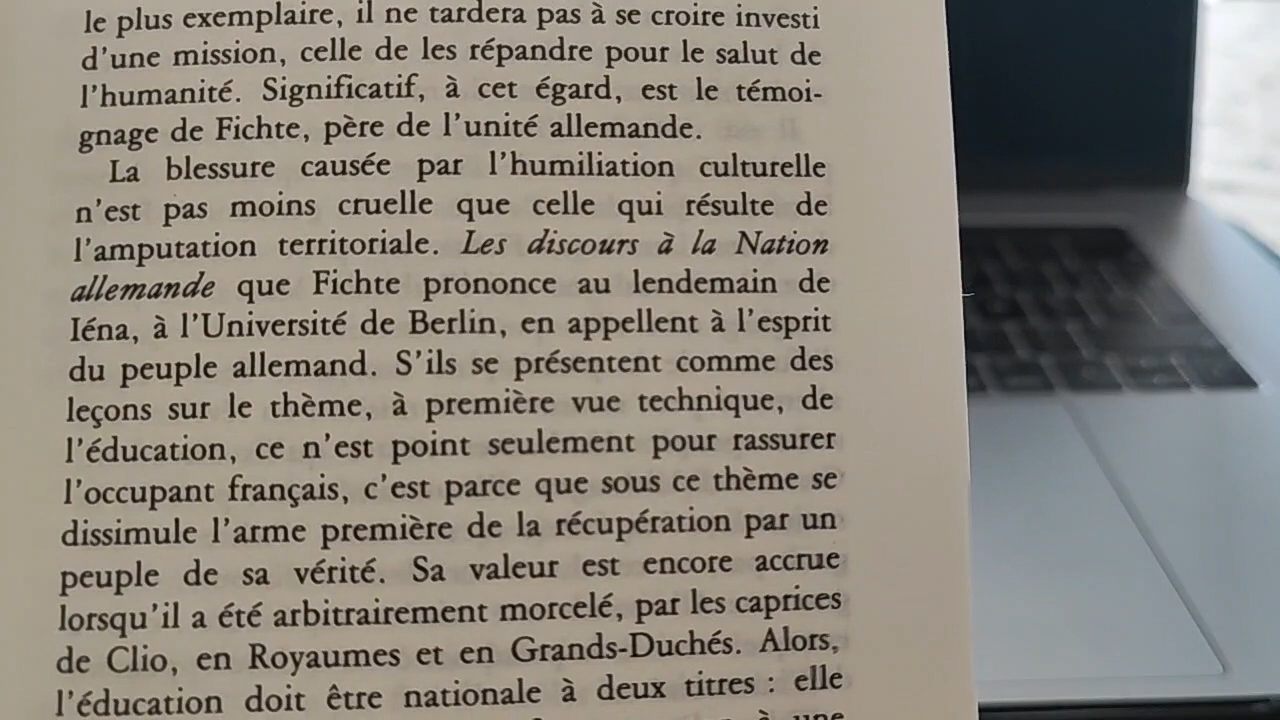 le plus exemplaire, il ne tardera pas à se croire investi
d'une mission, celle de les répandre pour le salut de
l'humanité. Significatif, à cet égard, est le témoi-
gnage de Fichte, père de l'unité allemande.
La blessure causée par l'humiliation culturelle
n'est pas moins cruelle que celle qui résulte de
l'amputation territoriale. Les discours à la Nation
allemande que Fichte prononce au lendemain de
Iéna, à l'Université de Berlin, en appellent à l'esprit
du peuple allemand. S'ils se présentent comme des
leçons sur le thème, à première vue technique, de
l'éducation, ce n'est point seulement pour rassurer
l'occupant français, c'est parce que sous ce thème se
dissimule l'arme première de la récupération par un
peuple de sa vérité. Sa valeur est encore accrue
lorsqu'il a été arbitrairement morcelé, par les caprices
de Clio, en Royaumes et en Grands-Duchés. Alors,
l'éducation doit être nationale à deux titres : elle
à une